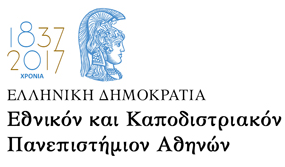 1837
2017
ΧΡΟΝΙΑ
ΕΛΛΗΝΙΚΗ ΔΗΜΟΚΡΑΤΙΑ
Εθνικόν και Καποδιστριακόν
Πανεπιστήμιον Αθηνών